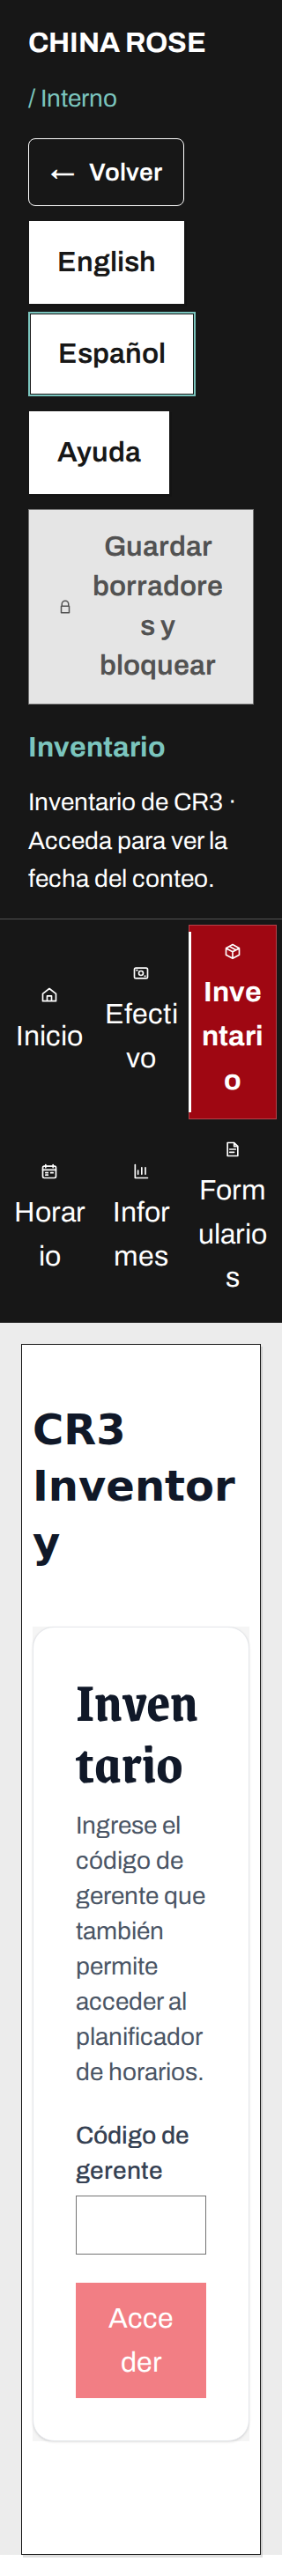 CHINA ROSE
/ Interno
← Volver
English
Español
Ayuda
Guardar
borradore
s y
bloquear
Inventario
Inventario de CR3 ·
Acceda para ver la
fecha del conteo.
Inicio
Efecti
vo
Inve
ntari
o
Horar
io
Infor
mes
Form
ulario
s
CR3
Inventor
y
Inven
tario
Ingrese el
código de
gerente que
también
permite
acceder al
planificador
de horarios.
Código de
gerente
Acce
der